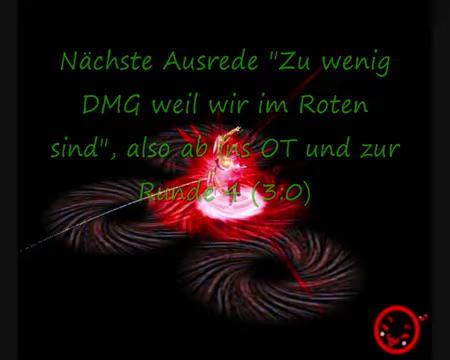 Nächste Ausrede "Zu wenig
DMG weil wir im Roten
sind", also ab ins OT und zur
Runde 4 (3:0)